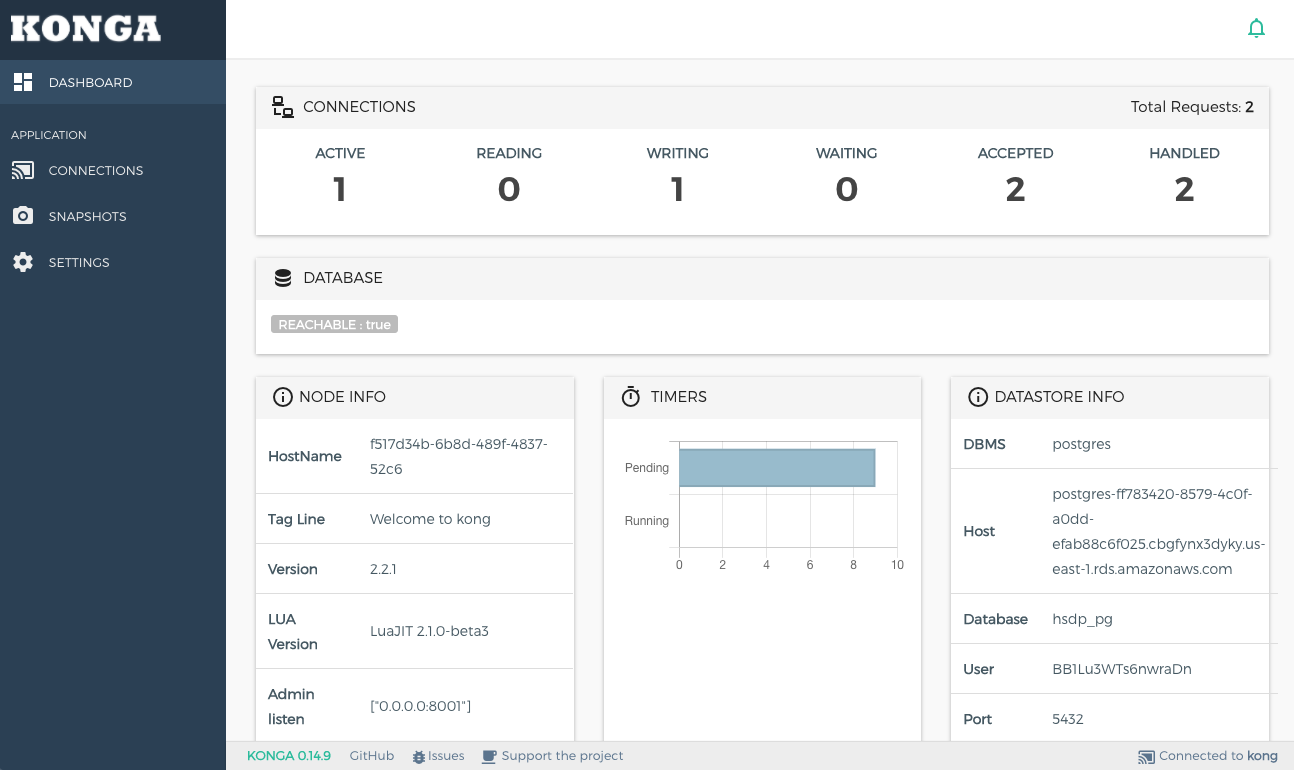 KONGA
DASHBOARD
APPLICATION
CONNECTIONS
SNAPSHOTS
SETTINGS
CONNECTIONS
Total Requests: 2
ACTIVE READING WRITING WAITING ACCEPTED HANDLED
1 0 1 0 2 2
DATABASE
REACHABLE : true
NODE INFO
HostName
f517d34b-6b8d-489f-4837-
52c6
Tag Line Welcome to kong
Version 2.2.1
LUA
Version
LuaJIT 2.1.0-beta3
Admin
listen
["0.0.0.0:8001"]
TIMERS
Pending
Running
0 2 4 6 8 10
DATASTORE INFO
DBMS postgres
Host
postgres-ff783420-8579-4c0f-
a0dd-
efab88c6f025.cbgfynx3dyky.us-
east-1.rds.amazonaws.com
Database hsdp_pg
User BB1Lu3WTs6nwraDn
Port 5432
KONGA 0.14.9 GitHub Issues Support the project
Connected to kong